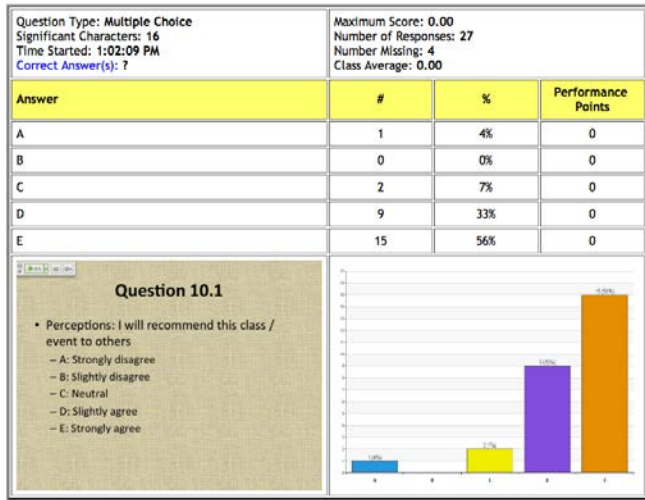 Question Type: Multiple Choice
Significant Characters: 16
Time Started: 1:02:09 PM
Correct Answer(s): ?
Maximum Score: 0.00
Number of Responses: 27
Number Missing: 4
Class Average: 0.00
Answer # % Performance Points
A 1 4% 0
B 0 0% 0
C 2 7% 0
D 9 33% 0
E 15 56% 0
Question 10.1
• Perceptions: I will recommend this class /
event to others
– A: Strongly disagree
– B: Slightly disagree
– C: Neutral
– D: Slightly agree
– E: Strongly agree